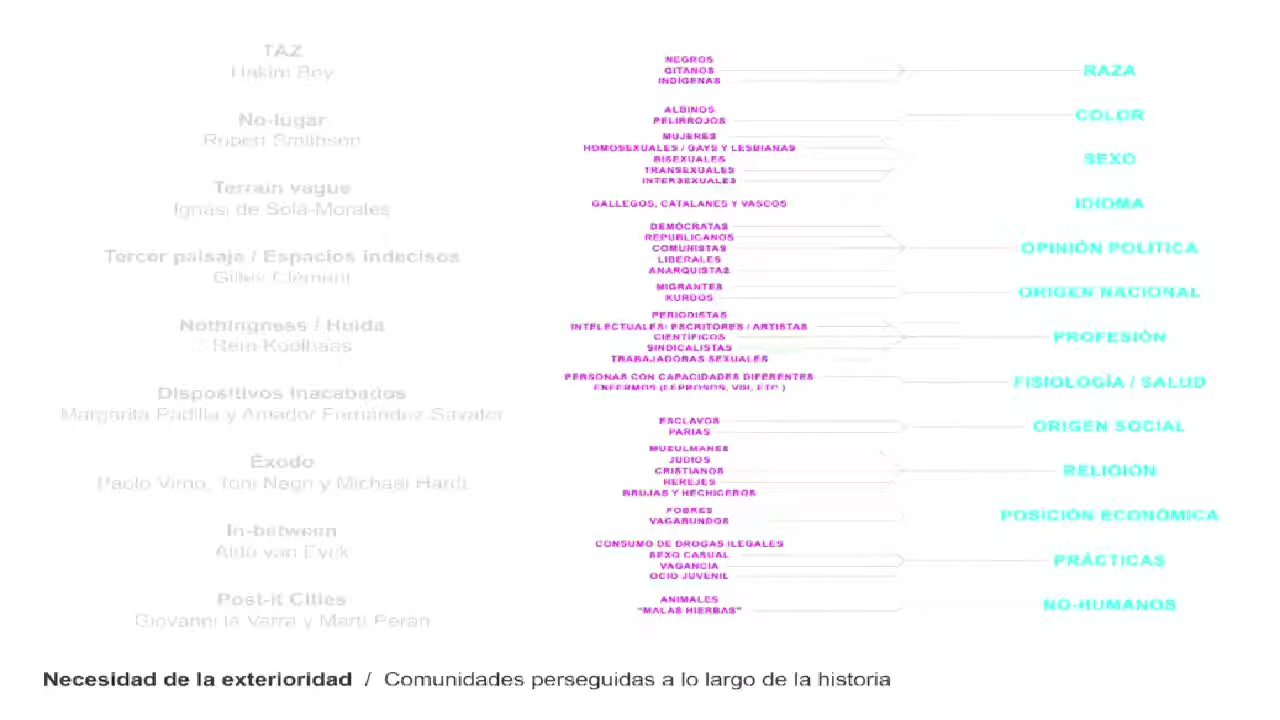 TAZ
Hakim Bey
No-lugar
Robert Smithson
Terrain vague
Ignasi de Solà-Morales
Tercer paisaje / Espacios indecisos
Gilles Clément
Nothingness / Huida
Rem Koolhaas
Dispositivos inacabados
Margarita Padilla y Amador Fernández Savater
Éxodo
Paolo Virno, Toni Negri y Michael Hardt
In-between
Aldo van Eyck
Post-it Cities
Giovanni la Varra y Martí Peran
NEGROS
GITANOS
INDÍGENAS
ALBINOS
PELIRROJOS
MUJERES
HOMOSEXUALES / GAYS Y LESBIANAS
BISEXUALES
TRANSEXUALES
INTERSEXUALES
GALLEGOS, CATALANES Y VASCOS
DEMÓCRATAS
REPUBLICANOS
COMUNISTAS
LIBERALES
ANARQUISTAS
MIGRANTES
KURDOS
PERIODISTAS
INTELECTUALES/ ESCRITORES / ARTISTAS
CIENTÍFICOS
SINDICALISTAS
TRABAJADORAS SEXUALES
PERSONAS CON CAPACIDADES DIFERENTES
ENFERMOS (LEPROSOS, VIH, ETC.)
ESCLAVOS
PARIAS
MUSULMANES
JUDÍOS
CRISTIANOS
HEREJES
BRUJAS Y HECHICEROS
POBRES
VAGABUNDOS
CONSUMO DE DROGAS ILEGALES
SEXO CASUAL
VAGANCIA
OCIO JUVENIL
ANIMALES
"MALAS HIERBAS"
RAZA
COLOR
SEXO
IDIOMA
OPINIÓN POLÍTICA
ORIGEN NACIONAL
PROFESIÓN
FISIOLOGÍA / SALUD
ORIGEN SOCIAL
RELIGIÓN
POSICIÓN ECONÓMICA
PRÁCTICAS
NO-HUMANOS
Necesidad de la exterioridad / Comunidades perseguidas a lo largo de la historia